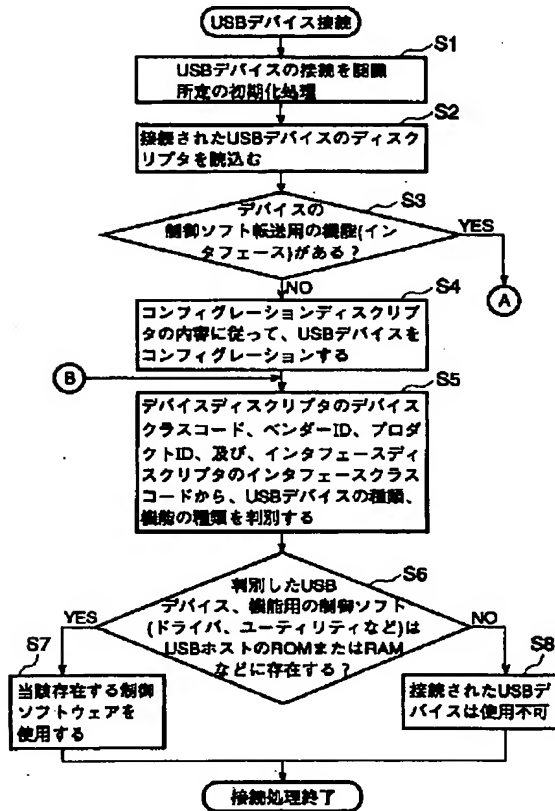 USBデバイス接続
S1
USBデバイスの接続を認識
所定の初期化処理
S2
接続されたUSBデバイスのディスク
リプタを読込む
S3
デバイスの
制御ソフト転送用の機能(イン
タフェース)がある?
YES
A
NO
S4
コンフィグレーションディスクリプ
タの内容に従って、USBデバイスを
コンフィグレーションする
B
S5
デバイスディスクリプタのデバイス
クラスコード、ベンダーID、プロダ
クトID、及び、インタフェースディ
スクリプタのインタフェースクラス
コードから、USBデバイスの種類、
機能の種類を判別する
S6
判別したUSB
デバイス、機能用の制御ソフト
(ドライバ、ユーティリティなど)は
USBホストのROMまたはRAM
などに存在する?
YES
NO
S7
当該存在する制御
ソフトウェアを
使用する
S8
接続されたUSBデ
バイスは使用不可
接続処理終了